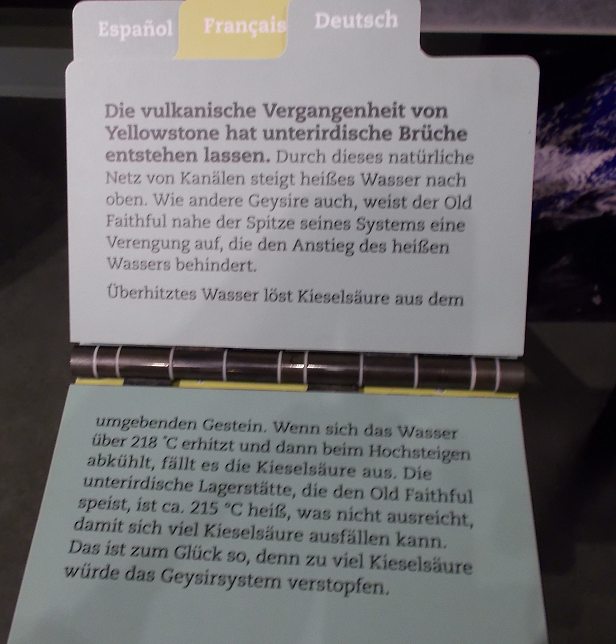 Español
Français
Deutsch
Die vulkanische Vergangenheit von
Yellowstone hat unterirdische Brüche
entstehen lassen. Durch dieses natürliche
Netz von Kanälen steigt heißes Wasser nach
oben. Wie andere Geysire auch, weist der Old
Faithful nahe der Spitze seines Systems eine
Verengung auf, die den Anstieg des heißen
Wassers behindert.
Überhitztes Wasser löst Kieselsäure aus dem
umgebenden Gestein. Wenn sich das Wasser
über 218 °C erhitzt und dann beim Hochsteigen
abkühlt, fällt es die Kieselsäure aus. Die
unterirdische Lagerstätte, die den Old Faithful
speist, ist ca. 215 °C heiß, was nicht ausreicht,
damit sich viel Kieselsäure ausfällen kann.
Das ist zum Glück so, denn zu viel Kieselsäure
würde das Geysirsystem verstopfen.